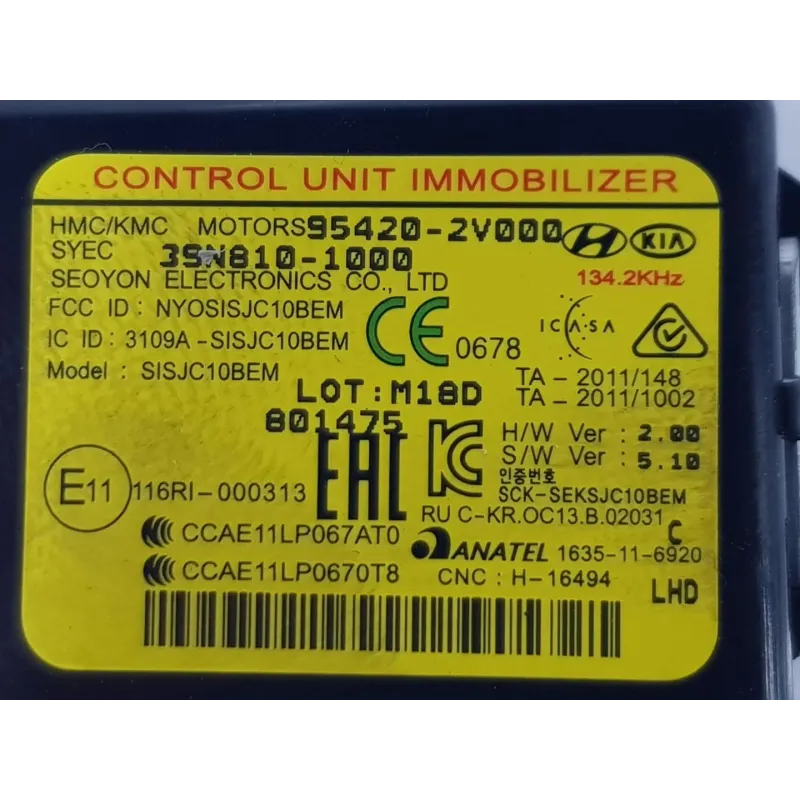 CONTROL UNIT IMMOBILIZER
HMC/KMC MOTORS 95420-2V000
KIA
SYEC 3SN810-1000
SEOYON ELECTRONICS CO., LTD
134.2KHz
FCC ID : NYOSISJC10BEM
IC ID : 3109A -SISJC10BEM
CE 0678
ICASA
Model : SISJC10BEM
TA - 2011/148
LOT:M18D
TA - 2011/1002
801475
EAC
H/W Ver : 2.00
S/W Ver : 5.10
인증번호
E11 116RI-000313
SCK-SEKSJC10BEM
RU C-KR.OC13.B.02031
CCAE11LP067AT0
C
ANATEL 1635-11-6920
CCAE11LP0670T8
CNC : H-16494
LHD